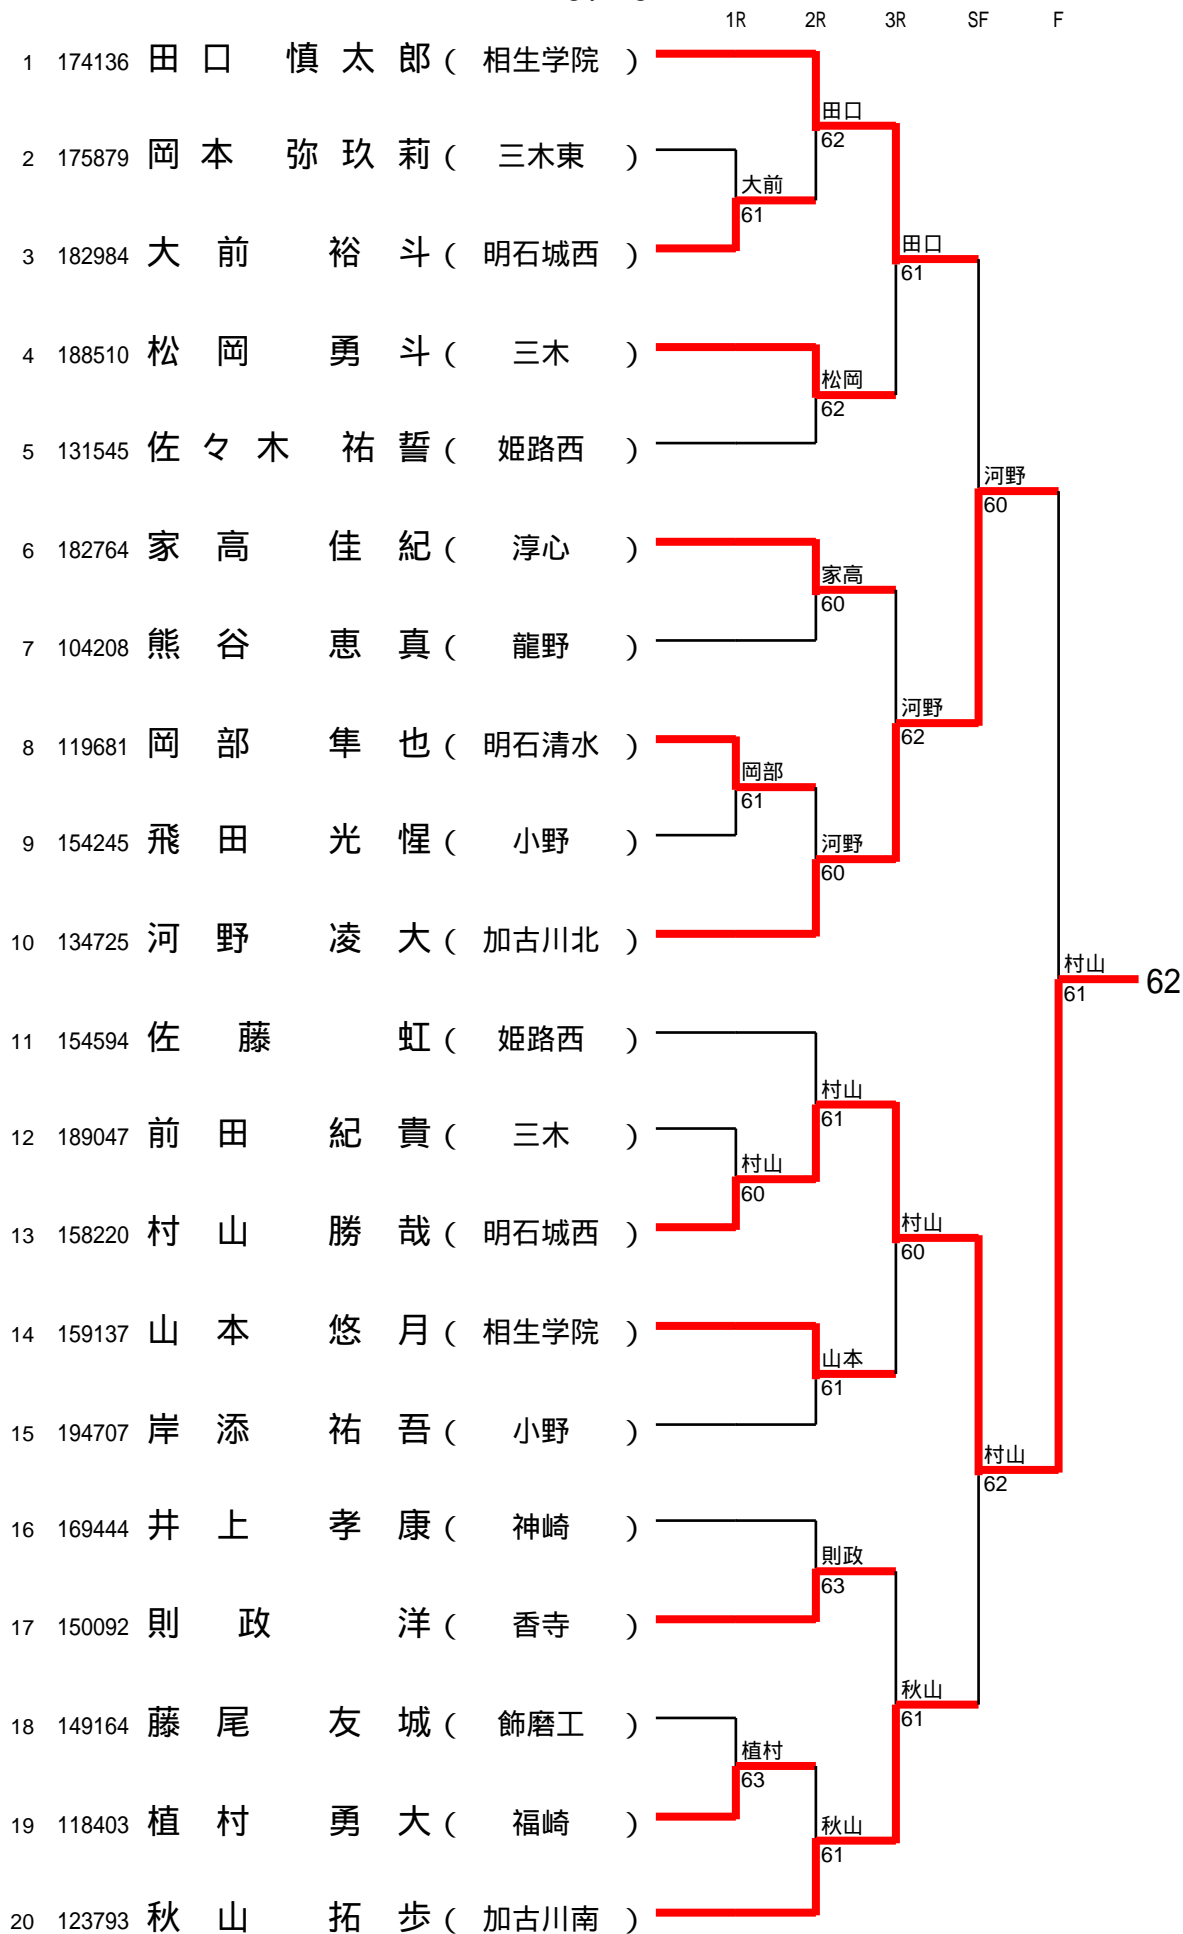 1R 2R 3R SF F
1 174136 田口 慎太郎 ( 相生学院 )
田口
62
2 175879 岡本 弥玖莉 ( 三木東 )
大前
61
3 182984 大前 裕斗 ( 明石城西 )
田口
61
4 188510 松岡 勇斗 ( 三木 )
松岡
62
5 131545 佐々木 祐誓 ( 姫路西 )
河野
60
6 182764 家高 佳紀 ( 淳心 )
家高
60
7 104208 熊谷 恵真 ( 龍野 )
河野
62
8 119681 岡部 隼也 ( 明石清水 )
岡部
61
9 154245 飛田 光惺 ( 小野 )
河野
60
10 134725 河野 凌大 ( 加古川北 )
村山
61
62
11 154594 佐藤 虹 ( 姫路西 )
村山
61
12 189047 前田 紀貴 ( 三木 )
村山
60
13 158220 村山 勝哉 ( 明石城西 )
村山
60
14 159137 山本 悠月 ( 相生学院 )
山本
61
15 194707 岸添 祐吾 ( 小野 )
村山
62
16 169444 井上 孝康 ( 神崎 )
則政
63
17 150092 則政 洋 ( 香寺 )
秋山
61
18 149164 藤尾 友城 ( 飾磨工 )
植村
63
19 118403 植村 勇大 ( 福崎 )
秋山
61
20 123793 秋山 拓歩 ( 加古川南 )